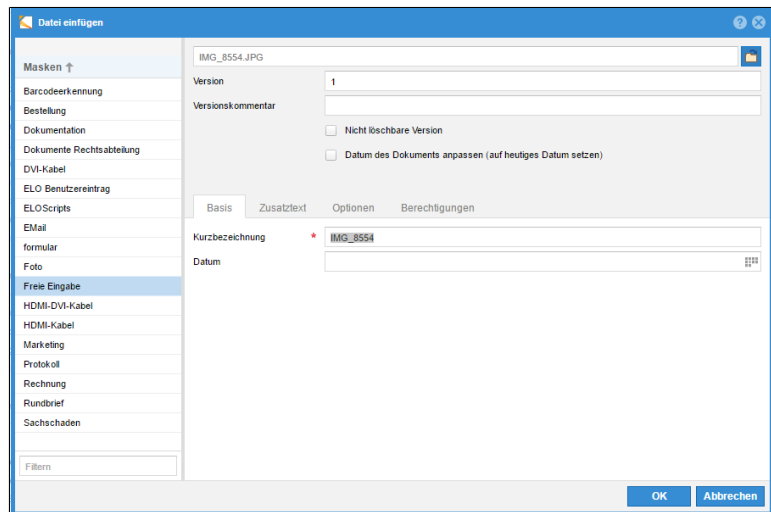 Datei einfügen
Masken
Barcodeerkennung
Bestellung
Dokumentation
Dokumente Rechtsabteilung
DVI-Kabel
ELO Benutzereintrag
ELOScripts
EMail
formular
Foto
Freie Eingabe
HDMI-DVI-Kabel
HDMI-Kabel
Marketing
Protokoll
Rechnung
Rundbrief
Sachschaden
Filtern
IMG_8554.JPG
Version 1
Versionskommentar
Nicht löschbare Version
Datum des Dokuments anpassen (auf heutiges Datum setzen)
Basis Zusatztext Optionen Berechtigungen
Kurzbezeichnung * IMG_8554
Datum
OK Abbrechen